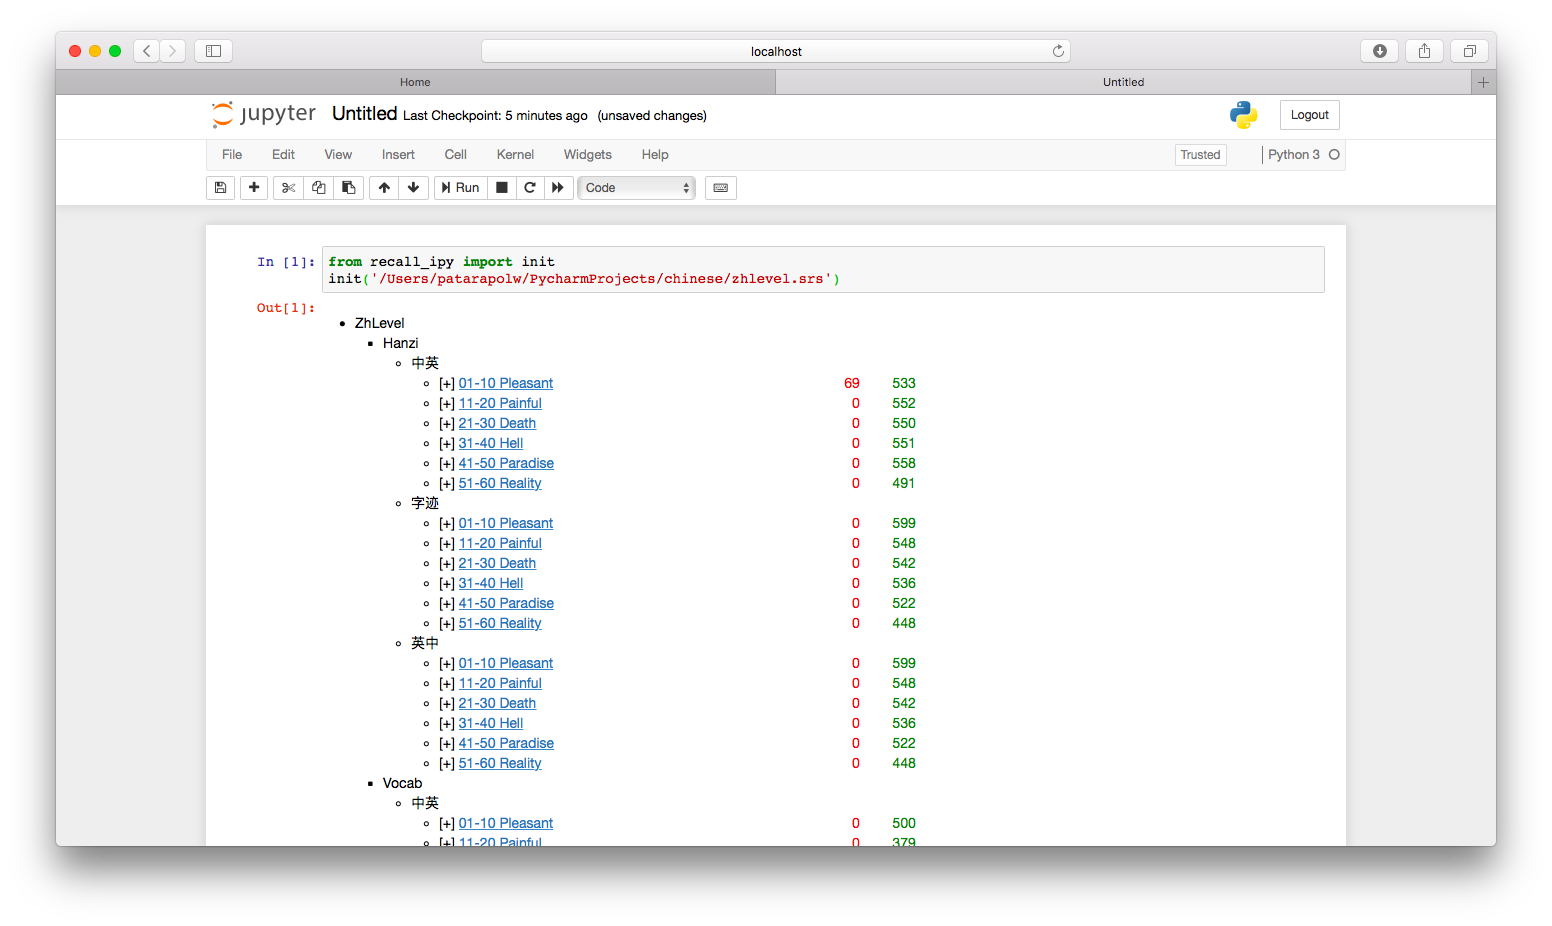 localhost
Home
Untitled
jupyter Untitled Last Checkpoint: 5 minutes ago (unsaved changes)
Logout
File Edit View Insert Cell Kernel Widgets Help
Trusted
Python 3
Run
Code
In [1]: from recall_ipy import init
init('/Users/patarapolw/PycharmProjects/chinese/zhlevel.srs')
Out[1]:
ZhLevel
Hanzi
中英
[+] 01-10 Pleasant 69 533
[+] 11-20 Painful 0 552
[+] 21-30 Death 0 550
[+] 31-40 Hell 0 551
[+] 41-50 Paradise 0 558
[+] 51-60 Reality 0 491
字迹
[+] 01-10 Pleasant 0 599
[+] 11-20 Painful 0 548
[+] 21-30 Death 0 542
[+] 31-40 Hell 0 536
[+] 41-50 Paradise 0 522
[+] 51-60 Reality 0 448
英中
[+] 01-10 Pleasant 0 599
[+] 11-20 Painful 0 548
[+] 21-30 Death 0 542
[+] 31-40 Hell 0 536
[+] 41-50 Paradise 0 522
[+] 51-60 Reality 0 448
Vocab
中英
[+] 01-10 Pleasant 0 500
[+] 11-20 Painful 0 379